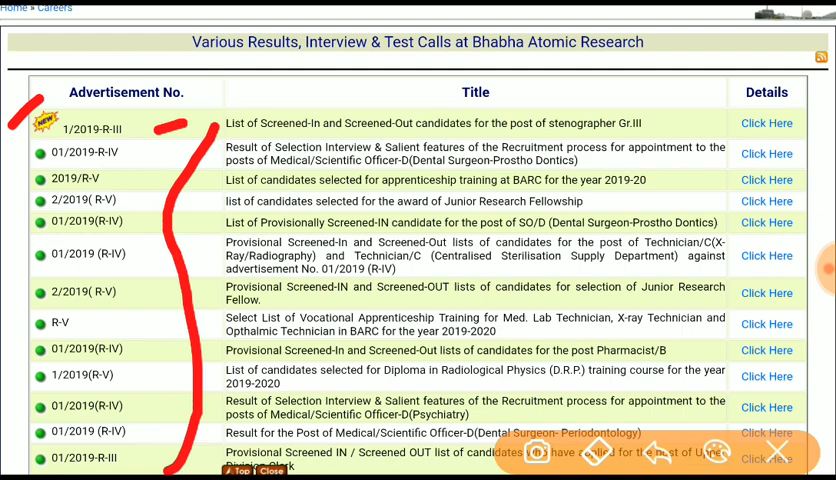 Home » Careers
Various Results, Interview & Test Calls at Bhabha Atomic Research
Advertisement No. Title Details
NEW 1/2019-R-III List of Screened-In and Screened-Out candidates for the post of stenographer Gr.III Click Here
01/2019-R-IV Result of Selection Interview & Salient features of the Recruitment process for appointment to the
posts of Medical/Scientific Officer-D(Dental Surgeon-Prostho Dontics) Click Here
2019/R-V List of candidates selected for apprenticeship training at BARC for the year 2019-20 Click Here
2/2019( R-V) list of candidates selected for the award of Junior Research Fellowship Click Here
01/2019(R-IV) List of Provisionally Screened-IN candidate for the post of SO/D (Dental Surgeon-Prostho Dontics) Click Here
01/2019 (R-IV) Provisional Screened-In and Screened-Out lists of candidates for the post of Technician/C(X-
Ray/Radiography) and Technician/C (Centralised Sterilisation Supply Department) against
advertisement No. 01/2019 (R-IV) Click Here
2/2019( R-V) Provisional Screened-IN and Screened-OUT lists of candidates for selection of Junior Research
Fellow. Click Here
R-V Select List of Vocational Apprenticeship Training for Med. Lab Technician, X-ray Technician and
Opthalmic Technician in BARC for the year 2019-2020 Click Here
01/2019(R-IV) Provisional Screened-In and Screened-Out lists of candidates for the post Pharmacist/B Click Here
1/2019(R-V) List of candidates selected for Diploma in Radiological Physics (D.R.P.) training course for the year
2019-2020 Click Here
01/2019(R-IV) Result of Selection Interview & Salient features of the Recruitment process for appointment to the
posts of Medical/Scientific Officer-D(Psychiatry) Click Here
01/2019 (R-IV) Result for the Post of Medical/Scientific Officer-D(Dental Surgeon- Periodontology) Click Here
01/2019-R-III Provisional Screened IN / Screened OUT list of candidates who have applied for the post of Upper
Division Clerk Click Here
Top Close